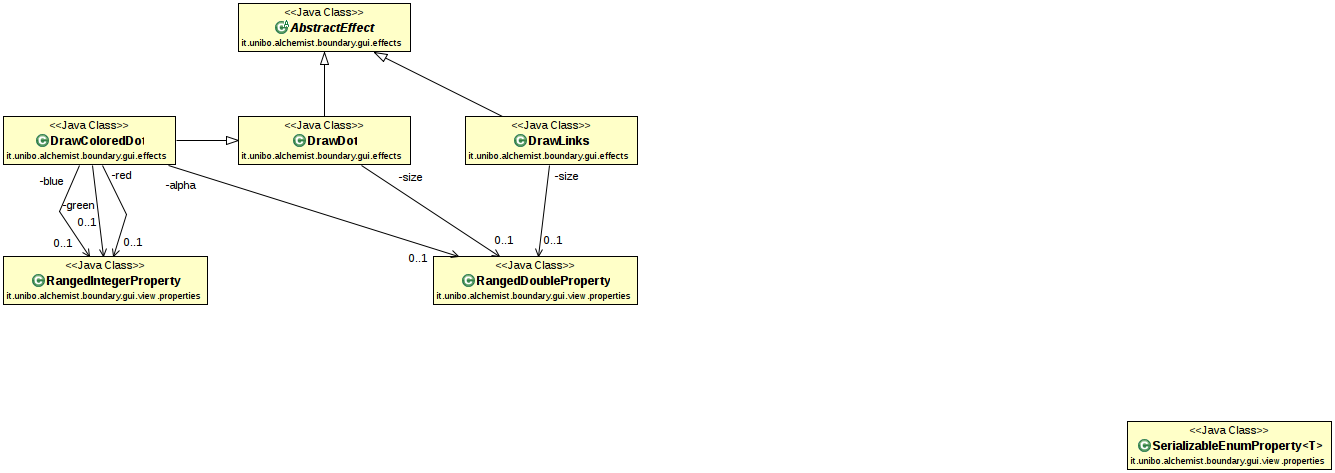 <<Java Class>>
AbstractEffect
it.unibo.alchemist.boundary.gui.effects
<<Java Class>>
DrawColoredDot
it.unibo.alchemist.boundary.gui.effects
<<Java Class>>
DrawDot
it.unibo.alchemist.boundary.gui.effects
<<Java Class>>
DrawLinks
it.unibo.alchemist.boundary.gui.effects
-blue
-red
-alpha
-size
-size
-green
0..1
0..1
0..1
0..1
0..1
0..1
<<Java Class>>
RangedIntegerProperty
it.unibo.alchemist.boundary.gui.view.properties
<<Java Class>>
RangedDoubleProperty
it.unibo.alchemist.boundary.gui.view.properties
<<Java Class>>
SerializableEnumProperty<T>
it.unibo.alchemist.boundary.gui.view.properties